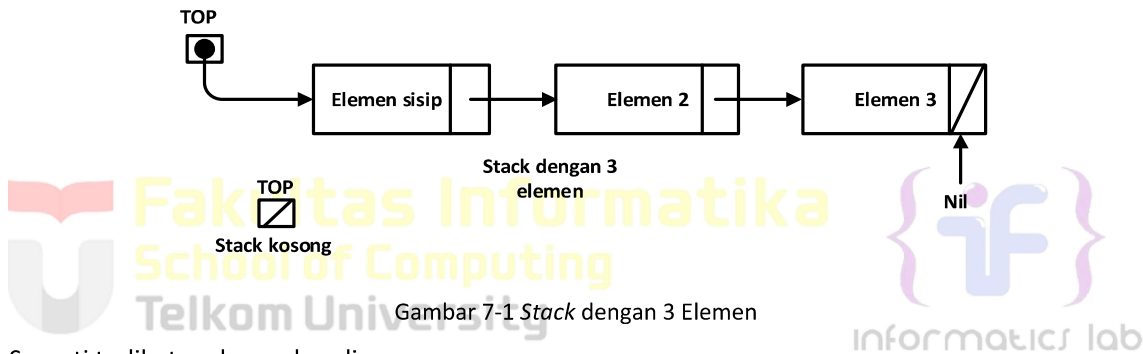 TOP
Elemen sisip
Elemen 2
Elemen 3
Stack dengan 3
elemen
Nil
TOP
Stack kosong
Fakultas Informatika
School of Computing
Telkom University
informatics lab
Gambar 7-1 Stack dengan 3 Elemen